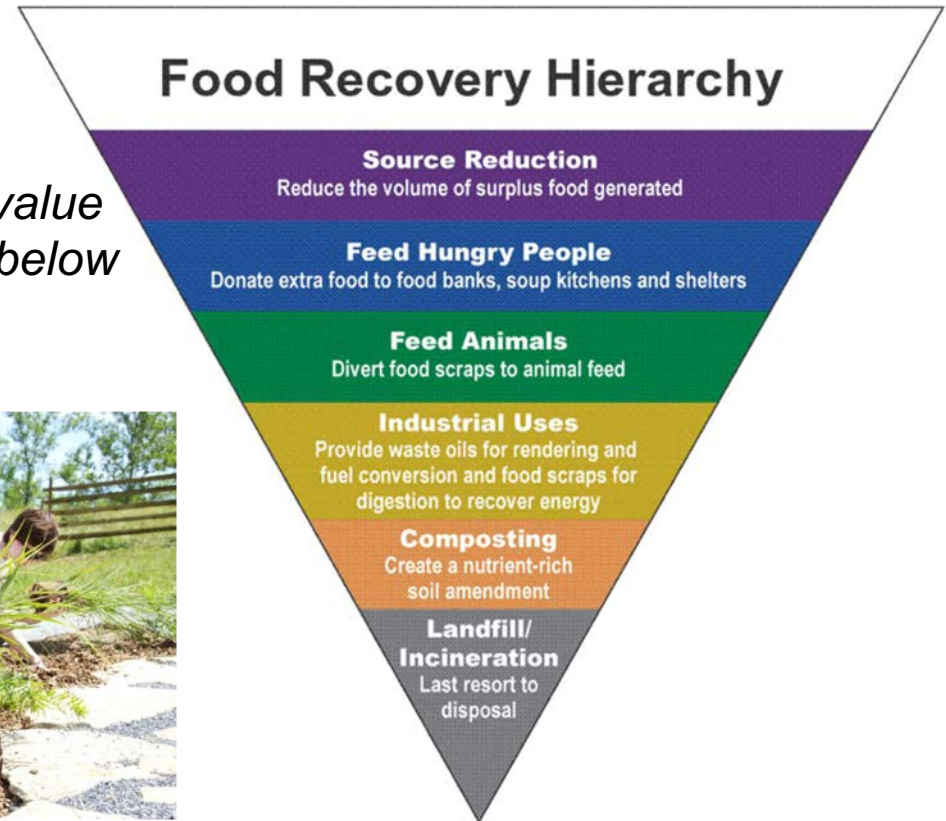 Food Recovery Hierarchy
Source Reduction
Reduce the volume of surplus food generated
value
below
Feed Hungry People
Donate extra food to food banks, soup kitchens and shelters
Feed Animals
Divert food scraps to animal feed
Industrial Uses
Provide waste oils for rendering and
fuel conversion and food scraps for
digestion to recover energy
Composting
Create a nutrient-rich
soil amendment
Landfill/
Incineration
Last resort to
disposal